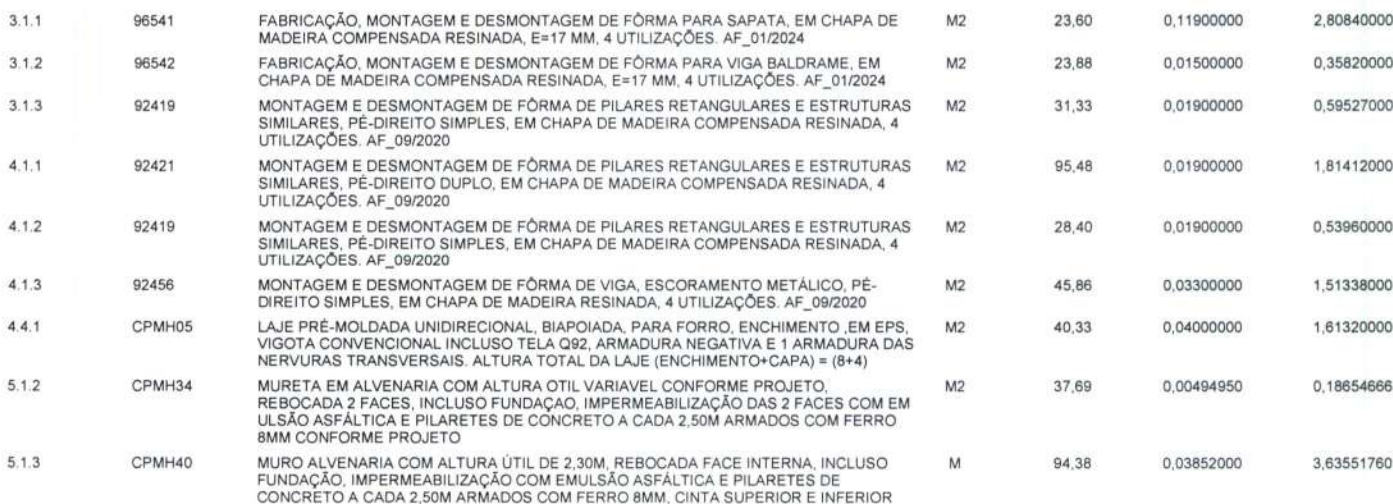 3.1.1 96541 FABRICAÇÃO, MONTAGEM E DESMONTAGEM DE FÔRMA PARA SAPATA, EM CHAPA DE M2 23,60 0,11900000 2,80840000
MADEIRA COMPENSADA RESINADA, E=17 MM, 4 UTILIZAÇÕES. AF_01/2024
3.1.2 96542 FABRICAÇÃO, MONTAGEM E DESMONTAGEM DE FÔRMA PARA VIGA BALDRAME, EM M2 23,88 0,01500000 0,35820000
CHAPA DE MADEIRA COMPENSADA RESINADA, E=17 MM, 4 UTILIZAÇÕES. AF_01/2024
3.1.3 92419 MONTAGEM E DESMONTAGEM DE FÔRMA DE PILARES RETANGULARES E ESTRUTURAS M2 31,33 0,01900000 0,59527000
SIMILARES, PÉ-DIREITO SIMPLES, EM CHAPA DE MADEIRA COMPENSADA RESINADA, 4
UTILIZAÇÕES. AF_09/2020
4.1.1 92421 MONTAGEM E DESMONTAGEM DE FÔRMA DE PILARES RETANGULARES E ESTRUTURAS M2 95,48 0,01900000 1,81412000
SIMILARES, PÉ-DIREITO DUPLO, EM CHAPA DE MADEIRA COMPENSADA RESINADA, 4
UTILIZAÇÕES. AF_09/2020
4.1.2 92419 MONTAGEM E DESMONTAGEM DE FÔRMA DE PILARES RETANGULARES E ESTRUTURAS M2 28,40 0,01900000 0,53960000
SIMILARES, PÉ-DIREITO SIMPLES, EM CHAPA DE MADEIRA COMPENSADA RESINADA, 4
UTILIZAÇÕES. AF_09/2020
4.1.3 92456 MONTAGEM E DESMONTAGEM DE FÔRMA DE VIGA, ESCORAMENTO METÁLICO, PÉ- M2 45,86 0,03300000 1,51338000
DIREITO SIMPLES, EM CHAPA DE MADEIRA RESINADA, 4 UTILIZAÇÕES. AF_09/2020
4.4.1 CPMH05 LAJE PRÉ-MOLDADA UNIDIRECIONAL, BIAPOIADA, PARA FORRO, ENCHIMENTO ,EM EPS, M2 40,33 0,04000000 1,61320000
VIGOTA CONVENCIONAL INCLUSO TELA Q92, ARMADURA NEGATIVA E 1 ARMADURA DAS
NERVURAS TRANSVERSAIS. ALTURA TOTAL DA LAJE (ENCHIMENTO+CAPA) = (8+4)
5.1.2 CPMH34 MURETA EM ALVENARIA COM ALTURA OTIL VARIAVEL CONFORME PROJETO, M2 37,69 0,00494950 0,18654666
REBOCADA 2 FACES, INCLUSO FUNDAÇAO, IMPERMEABILIZAÇÃO DAS 2 FACES COM EM
ULSÃO ASFÁLTICA E PILARETES DE CONCRETO A CADA 2,50M ARMADOS COM FERRO
8MM CONFORME PROJETO
5.1.3 CPMH40 MURO ALVENARIA COM ALTURA ÚTIL DE 2,30M, REBOCADA FACE INTERNA, INCLUSO M 94,38 0,03852000 3,63551760
FUNDAÇÃO, IMPERMEABILIZAÇÃO COM EMULSÃO ASFÁLTICA E PILARETES DE
CONCRETO A CADA 2,50M ARMADOS COM FERRO 8MM, CINTA SUPERIOR E INFERIOR